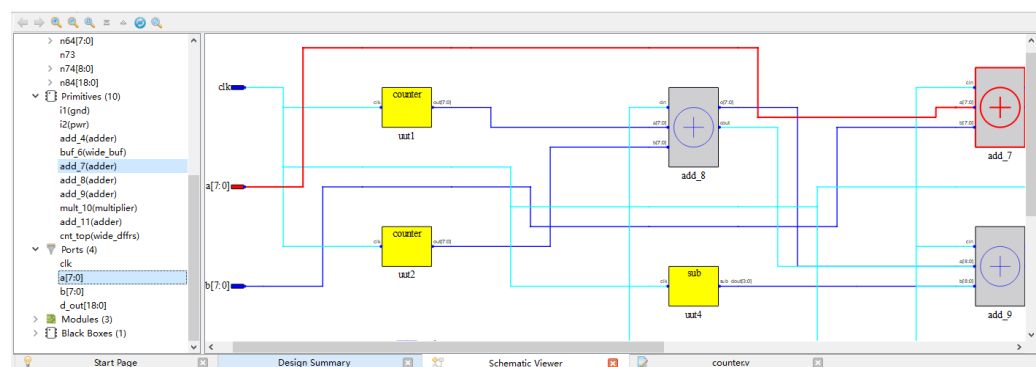 n64[7:0]
n73
n74[8:0]
n84[18:0]
Primitives (10)
i1(gnd)
i2(pwr)
add_4(adder)
buf_6(wide_buf)
add_7(adder)
add_8(adder)
add_9(adder)
mult_10(multiplier)
add_11(adder)
cnt_top(wide_dffrs)
Ports (4)
clk
a[7:0]
b[7:0]
d_out[18:0]
Modules (3)
Black Boxes (1)
clk
a[7:0]
b[7:0]
counter
clk
out[7:0]
uut1
counter
clk
out[7:0]
uut2
cin
a[7:0]
b[7:0]
o[7:0]
cout
add_8
sub
clk
sub_dout[3:0]
uut4
cin
a[7:0]
b[7:0]
add_7
cin
a[8:0]
b[8:0]
add_9
Start Page
Design Summary
Schematic Viewer
counter.v